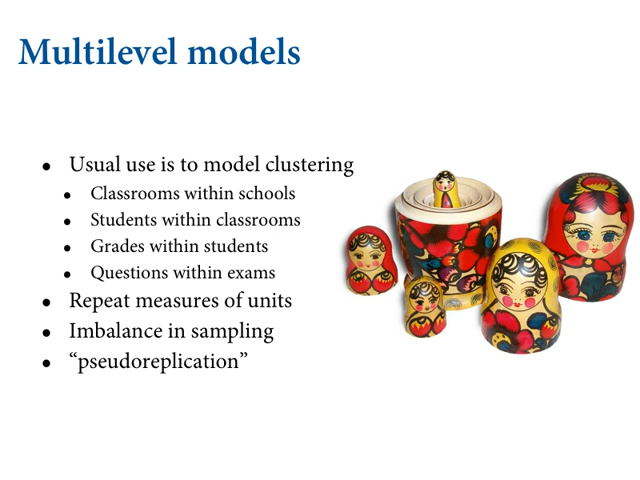 Multilevel models
• Usual use is to model clustering
• Classrooms within schools
• Students within classrooms
• Grades within students
• Questions within exams
• Repeat measures of units
• Imbalance in sampling
• “pseudoreplication”